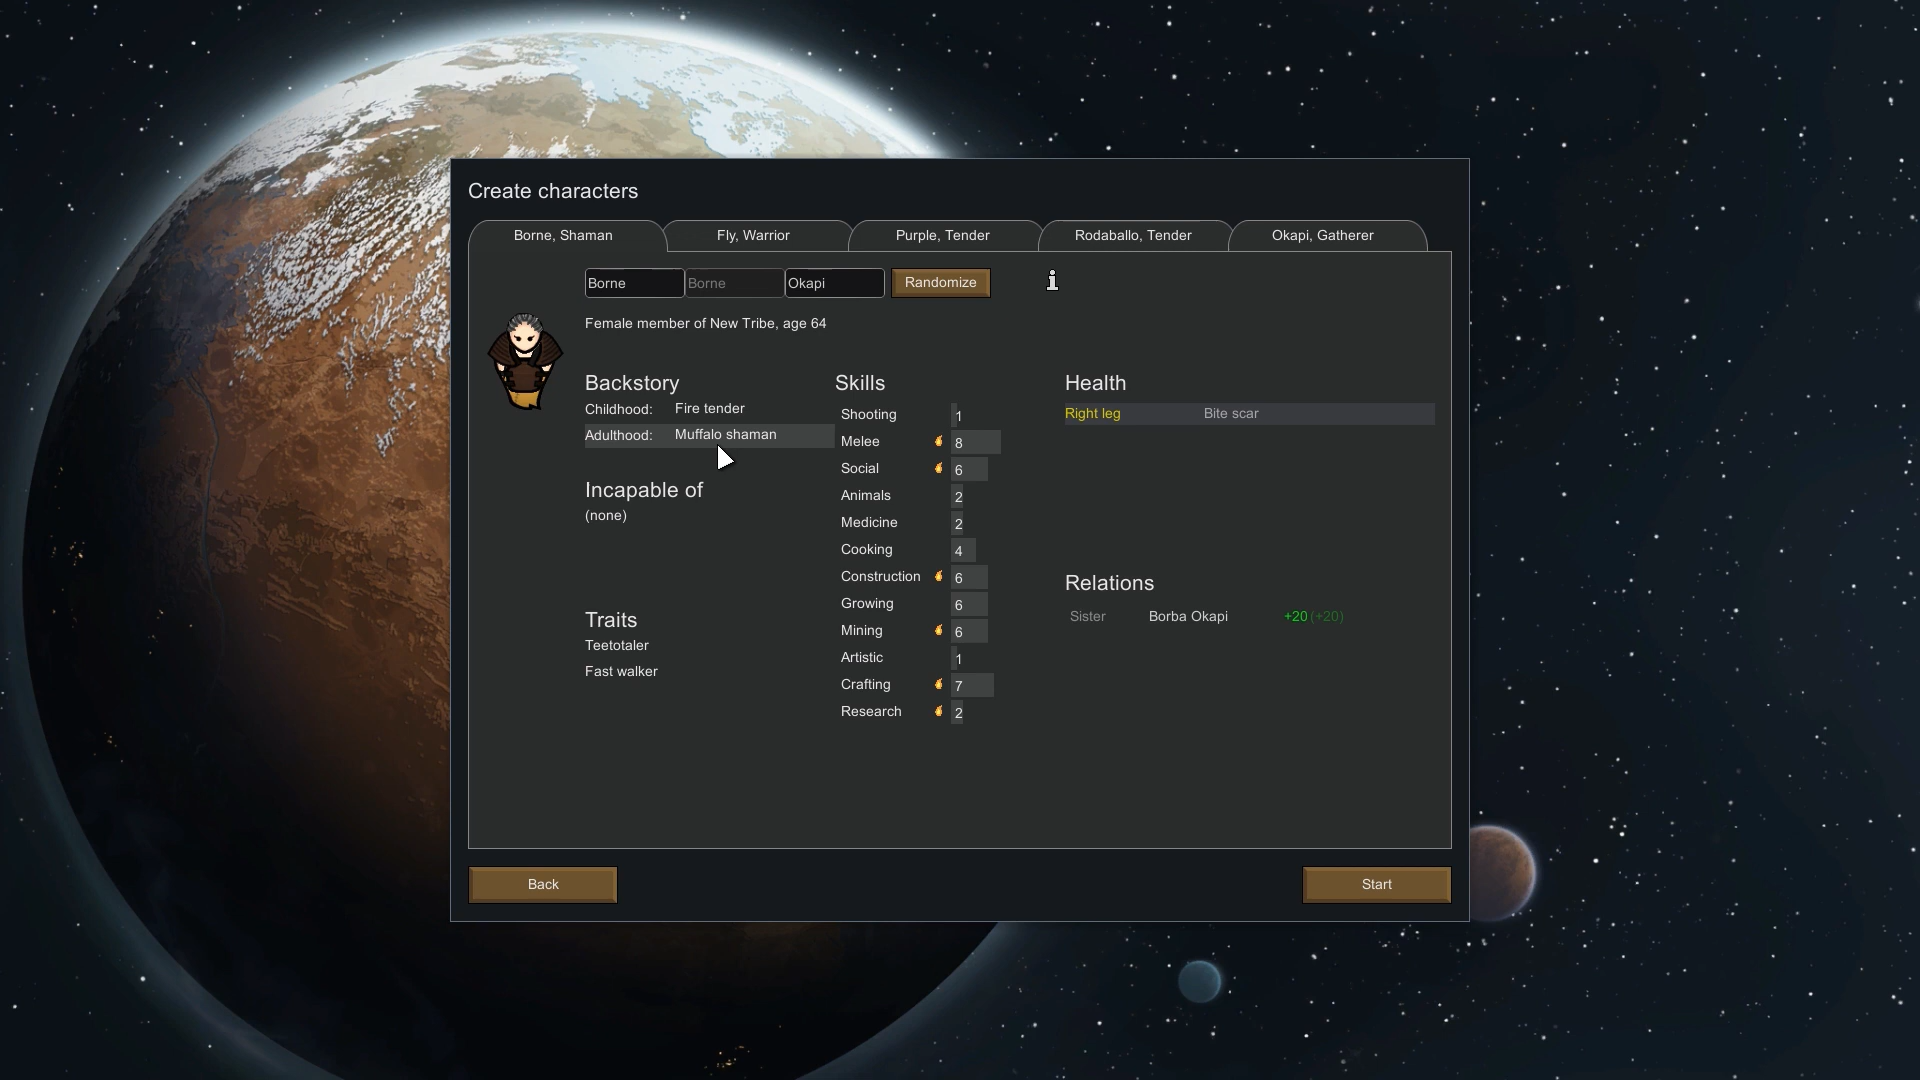 Create characters
Borne, Shaman
Fly, Warrior
Purple, Tender
Rodaballo, Tender
Okapi, Gatherer
Borne
Borne
Okapi
Randomize
Female member of New Tribe, age 64
Backstory
Childhood: Fire tender
Adulthood: Muffalo shaman
Incapable of
(none)
Traits
Teetotaler
Fast walker
Skills
Shooting 1
Melee 8
Social 6
Animals 2
Medicine 2
Cooking 4
Construction 6
Growing 6
Mining 6
Artistic 1
Crafting 7
Research 2
Health
Right leg Bite scar
Relations
Sister Borba Okapi +20 (+20)
Back
Start